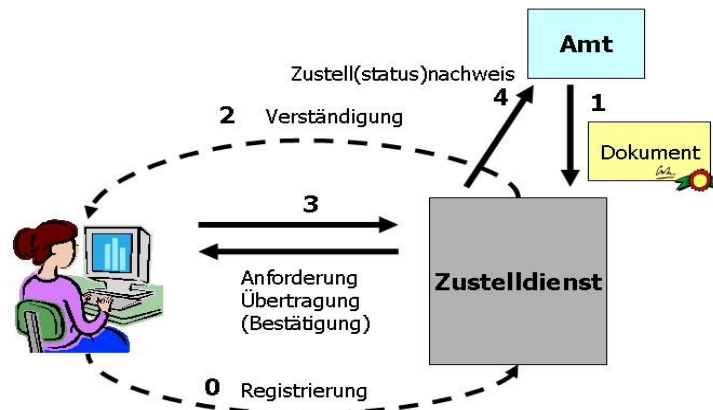 Amt
Zustell(status)nachweis
4
1
2 Verständigung
Dokument
3
Zustelldienst
Anforderung
Übertragung
(Bestätigung)
0 Registrierung